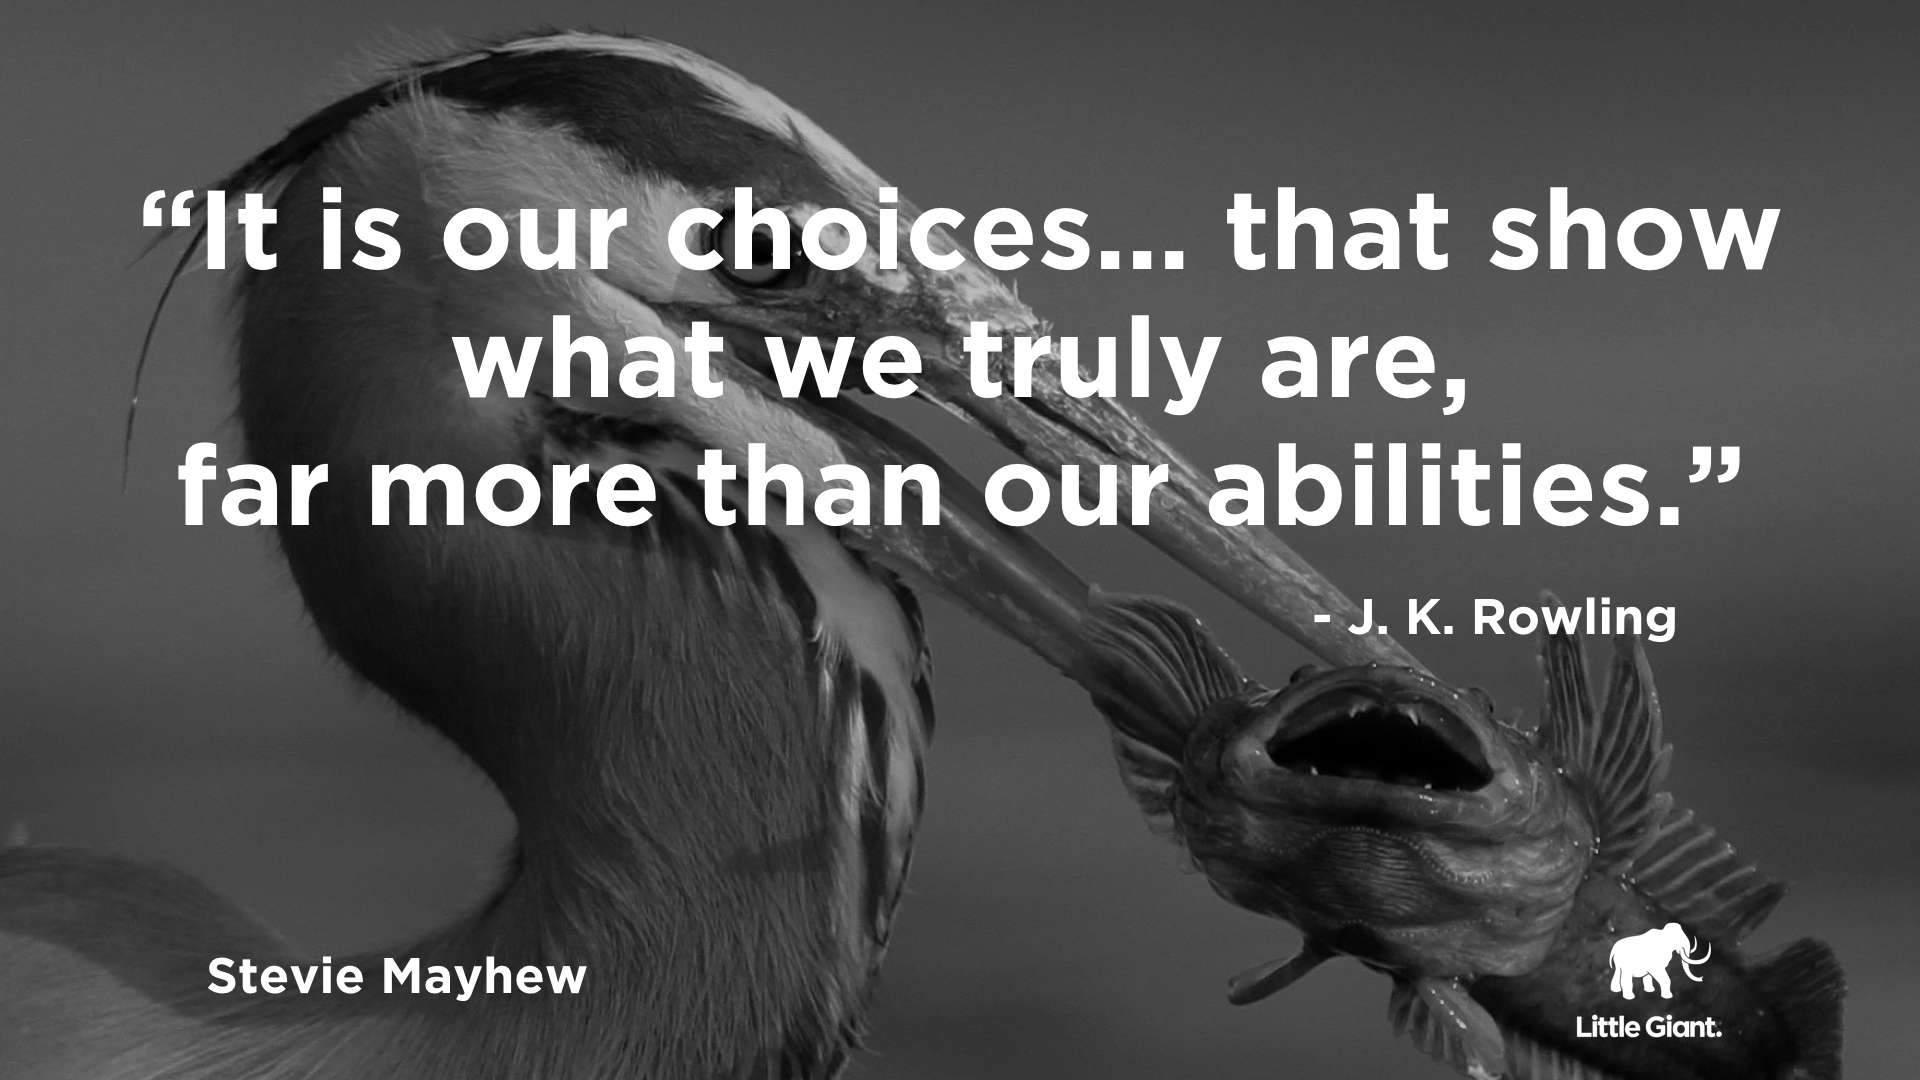 “It is our choices... that show
what we truly are,
far more than our abilities.”
- J. K. Rowling
Stevie Mayhew
Little Giant.